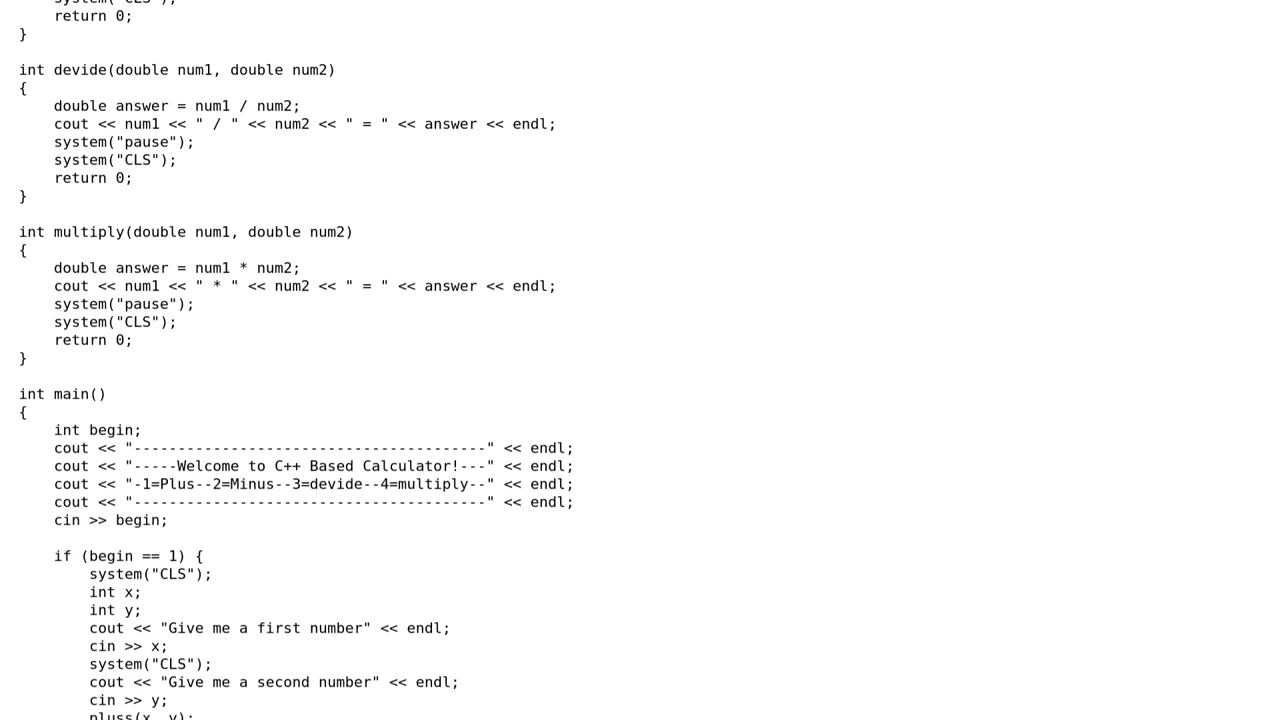 system("CLS");
return 0;
}
int devide(double num1, double num2)
{
double answer = num1 / num2;
cout << num1 << " / " << num2 << " = " << answer << endl;
system("pause");
system("CLS");
return 0;
}
int multiply(double num1, double num2)
{
double answer = num1 * num2;
cout << num1 << " * " << num2 << " = " << answer << endl;
system("pause");
system("CLS");
return 0;
}
int main()
{
int begin;
cout << "----------------------------------------" << endl;
cout << "-----Welcome to C++ Based Calculator!---" << endl;
cout << "-1=Plus--2=Minus--3=devide--4=multiply--" << endl;
cout << "----------------------------------------" << endl;
cin >> begin;
if (begin == 1) {
system("CLS");
int x;
int y;
cout << "Give me a first number" << endl;
cin >> x;
system("CLS");
cout << "Give me a second number" << endl;
cin >> y;
pluss(x, y);